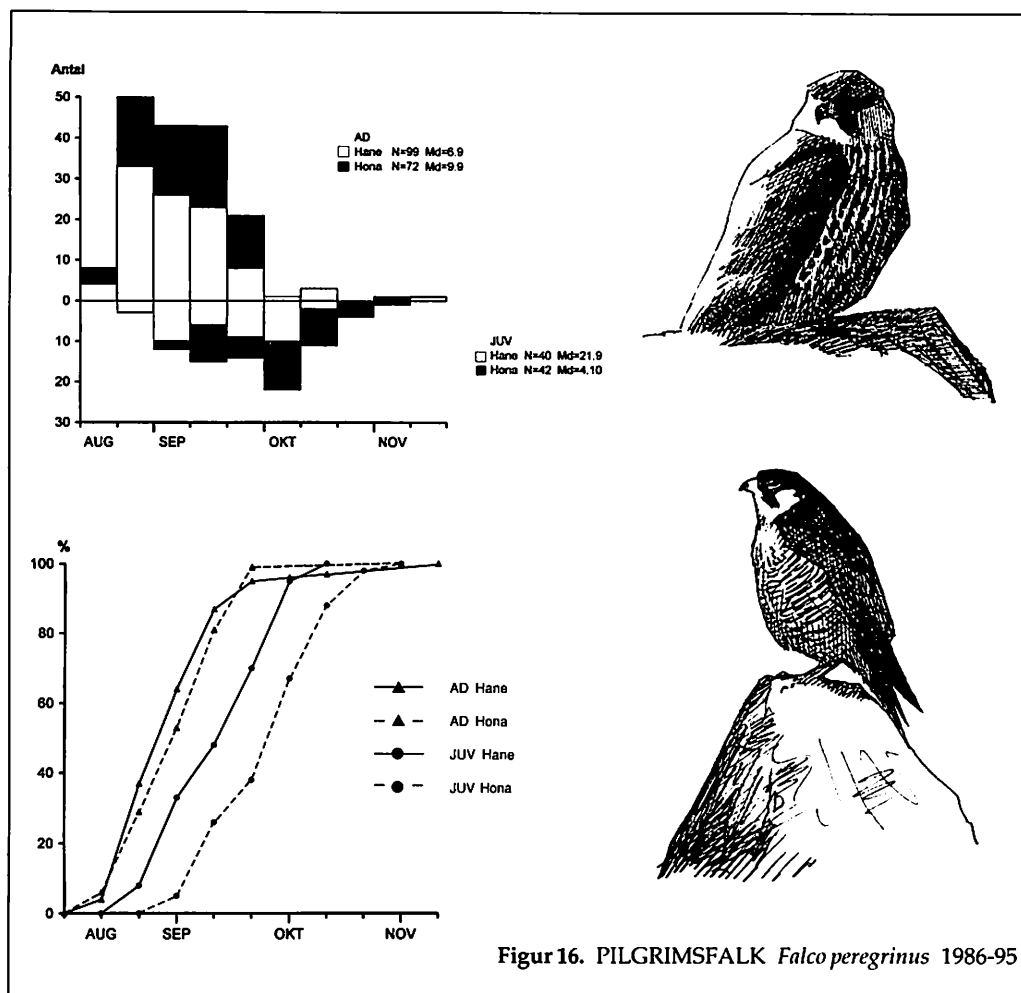 Antal
50
40
30
20
10
0
10
20
30
AUG SEP OKT NOV
AD
Hane N=99 Md=6.9
Hona N=72 Md=9.9
JUV
Hane N=40 Md=21.9
Hona N=42 Md=4.10
%
100
80
60
40
20
0
AUG SEP OKT NOV
AD Hane
AD Hona
JUV Hane
JUV Hona
Figur 16. PILGRIMSFALK Falco peregrinus 1986-95